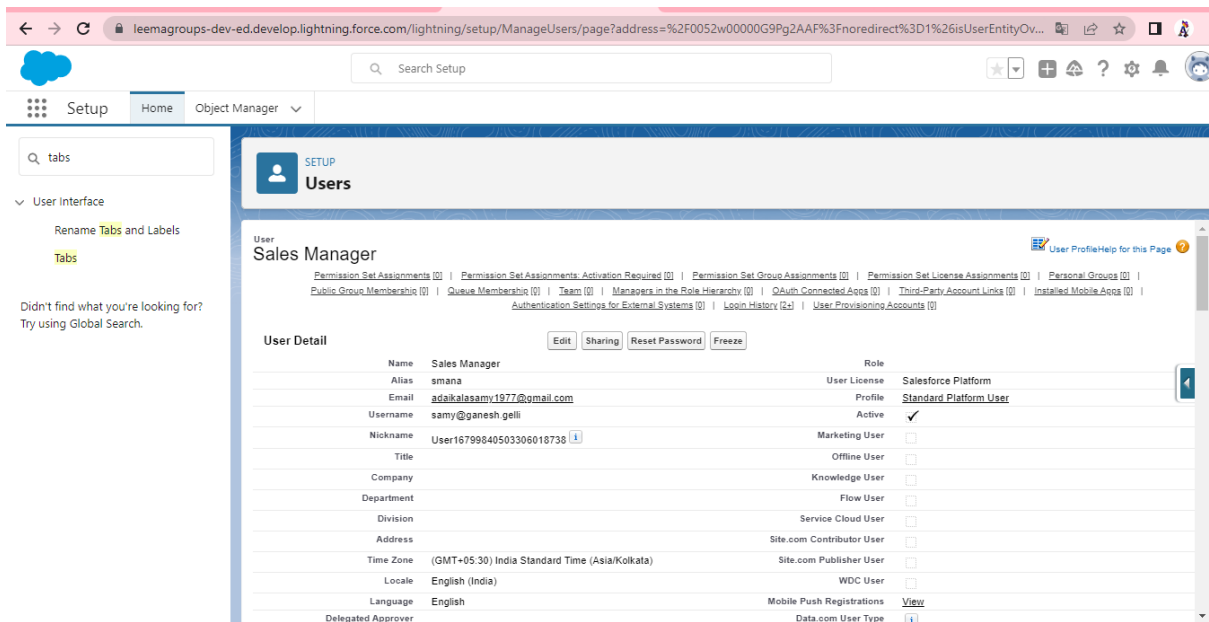 leemagroups-dev-ed.develop.lightning.force.com/lightning/setup/ManageUsers/page?address=%2F0052w00000G9Pg2AAF%3Fnoredirect%3D1%26isUserEntityOv...
Search Setup
Setup Home Object Manager
tabs
User Interface
Rename Tabs and Labels
Tabs
Didn't find what you're looking for?
Try using Global Search.
SETUP
Users
User
Sales Manager
User Profile Help for this Page
Permission Set Assignments [0] | Permission Set Assignments: Activation Required [0] | Permission Set Group Assignments [0] | Permission Set License Assignments [0] | Personal Groups [0] |
Public Group Membership [0] | Queue Membership [0] | Team [0] | Managers in the Role Hierarchy [0] | OAuth Connected Apps [0] | Third-Party Account Links [0] | Installed Mobile Apps [0] |
Authentication Settings for External Systems [0] | Login History [2+] | User Provisioning Accounts [0]
User Detail Edit Sharing Reset Password Freeze
Name Sales Manager Role
Alias smana User License Salesforce Platform
Email adaikalasamy1977@gmail.com Profile Standard Platform User
Username samy@ganesh.gelli Active
Nickname User16799840503306018738 i Marketing User
Title Offline User
Company Knowledge User
Department Flow User
Division Service Cloud User
Address Site.com Contributor User
Time Zone (GMT+05:30) India Standard Time (Asia/Kolkata) Site.com Publisher User
Locale English (India) WDC User
Language English Mobile Push Registrations View
Delegated Approver Data.com User Type i